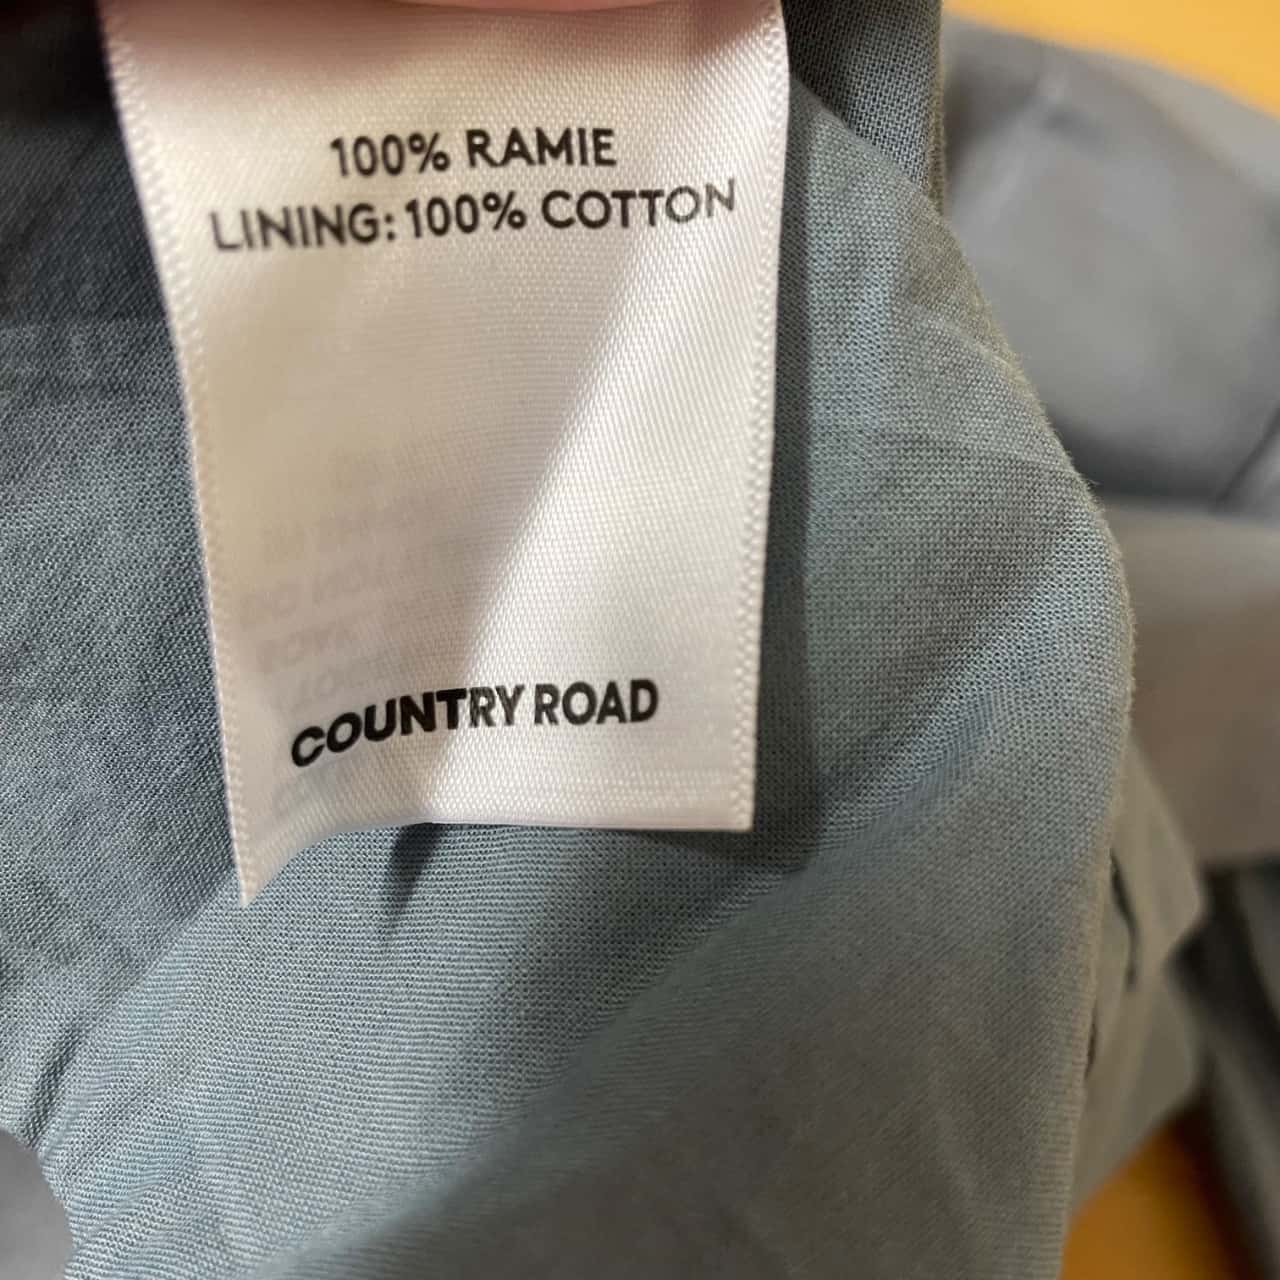 100% RAMIE
LINING: 100% COTTON
COUNTRY ROAD